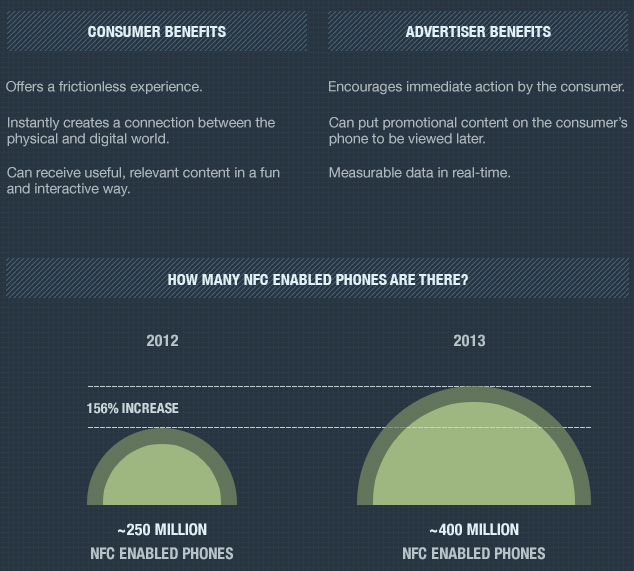 CONSUMER BENEFITS
Offers a frictionless experience.
Instantly creates a connection between the
physical and digital world.
Can receive useful, relevant content in a fun
and interactive way.
ADVERTISER BENEFITS
Encourages immediate action by the consumer.
Can put promotional content on the consumer's
phone to be viewed later.
Measurable data in real-time.
HOW MANY NFC ENABLED PHONES ARE THERE?
2012
2013
156% INCREASE
~250 MILLION
NFC ENABLED PHONES
~400 MILLION
NFC ENABLED PHONES